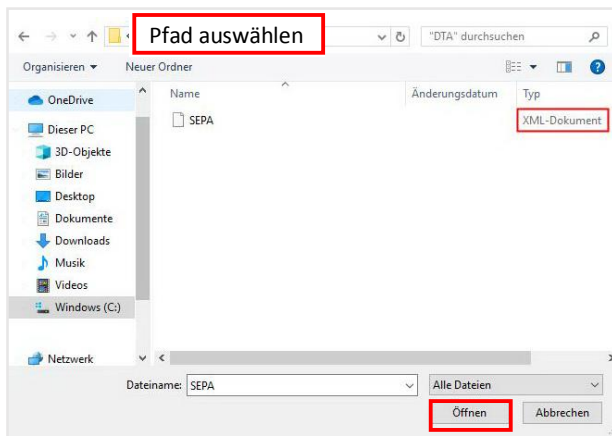 Pfad auswählen
"DTA" durchsuchen
Organisieren
Neuer Ordner
Name
Änderungsdatum
Typ
SEPA
XML-Dokument
OneDrive
Dieser PC
3D-Objekte
Bilder
Desktop
Dokumente
Downloads
Musik
Videos
Windows (C:)
Netzwerk
Dateiname: SEPA
Alle Dateien
Öffnen
Abbrechen